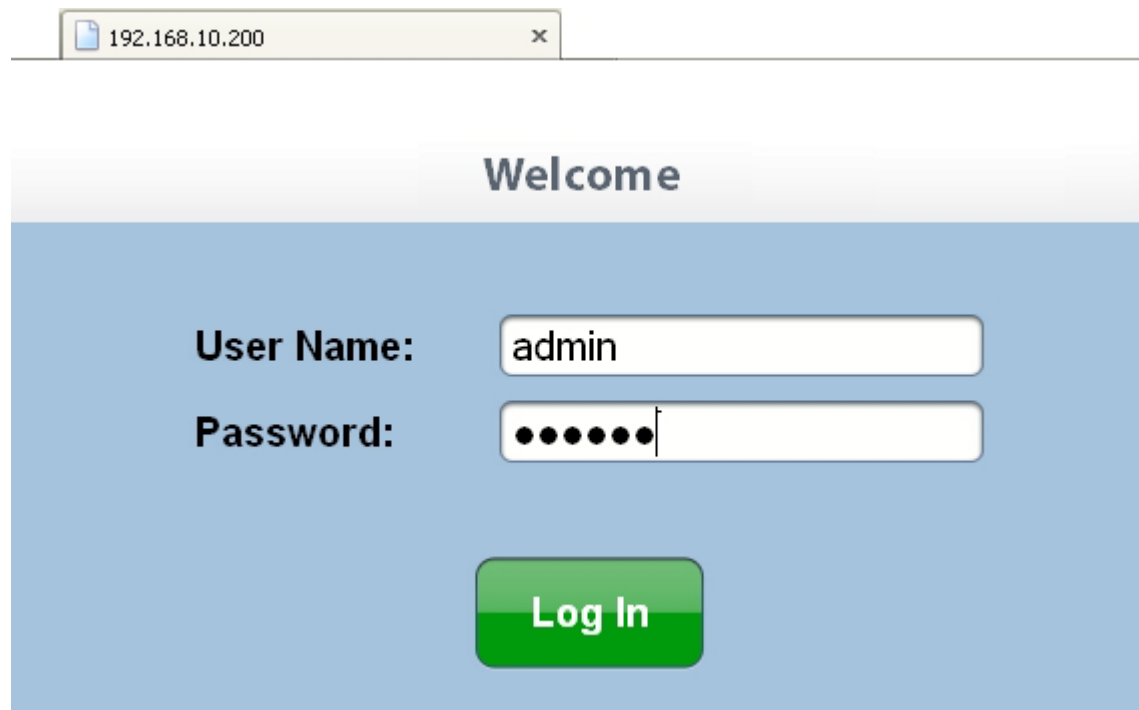 192.168.10.200
Welcome
User Name: admin
Password: ●●●●●●
Log In